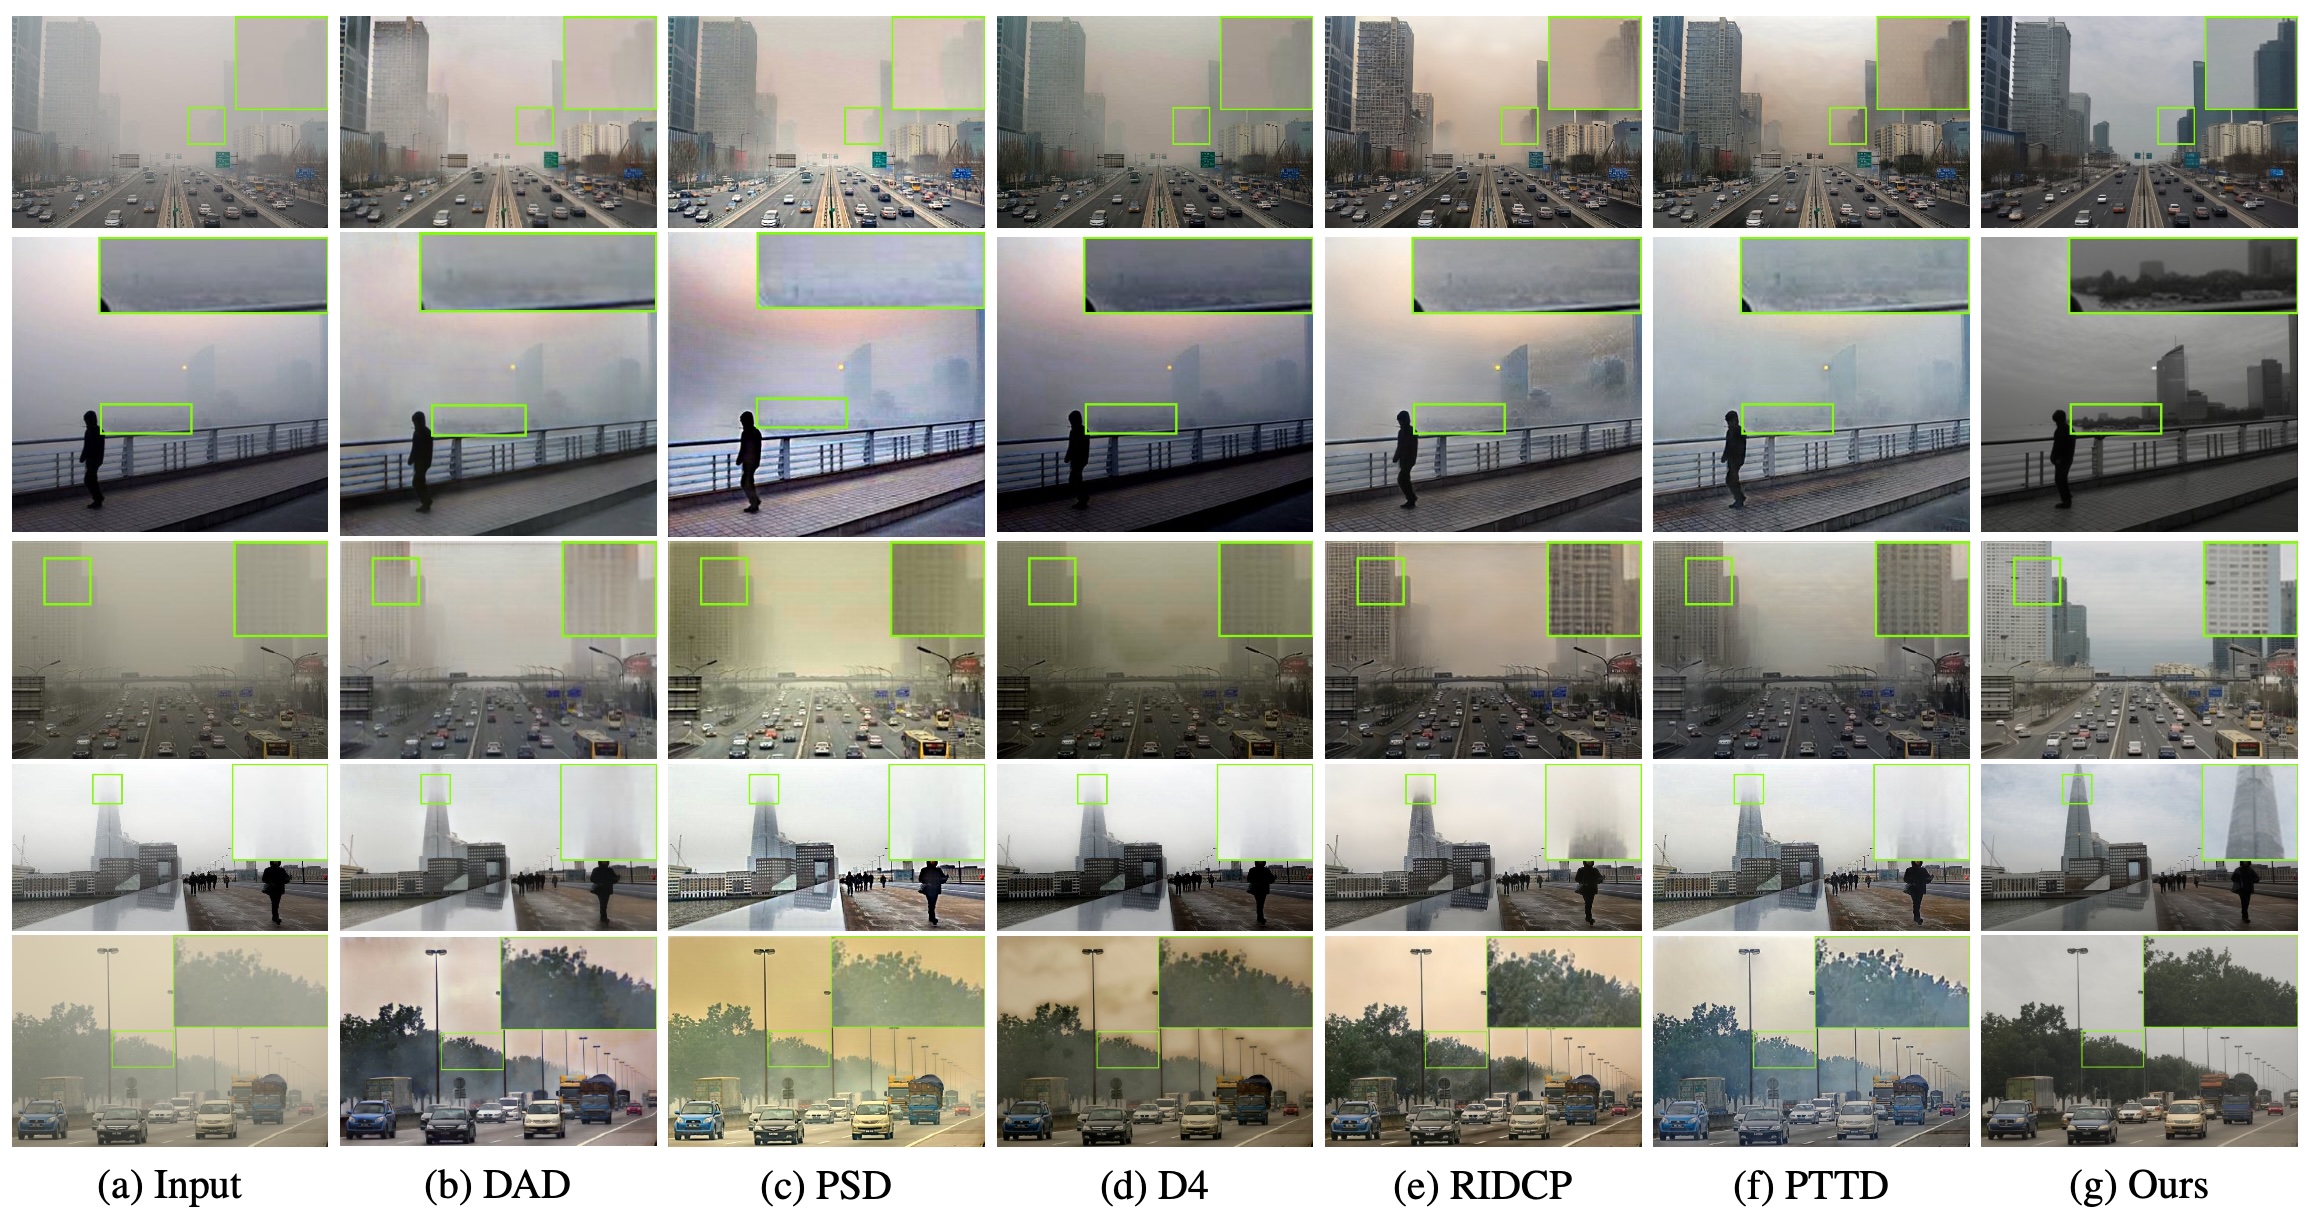 (a) Input
(b) DAD
(c) PSD
(d) D4
(e) RIDCP
(f) PTTD
(g) Ours